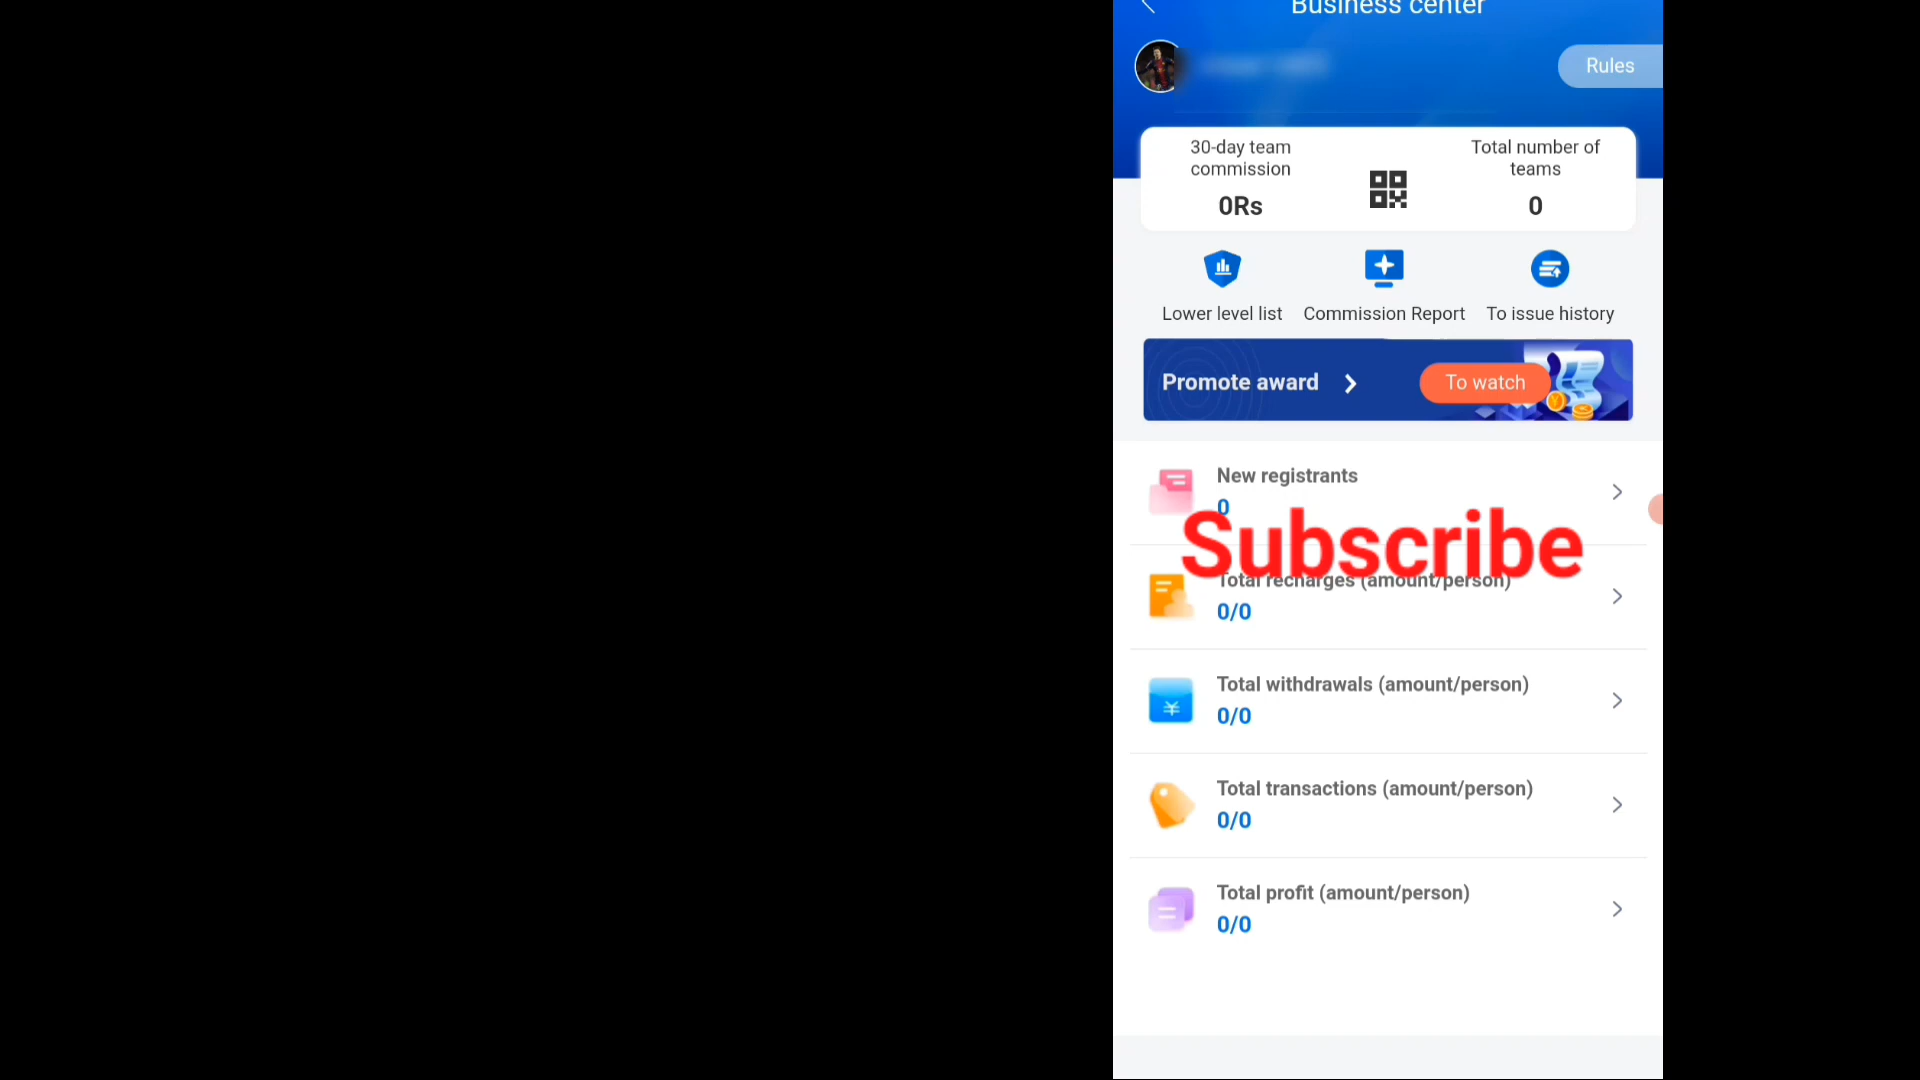 Business center
Rules
30-day team
commission
0Rs
Total number of
teams
0
Lower level list
Commission Report
To issue history
Promote award
To watch
New registrants
0
Subscribe
Total recharges (amount/person)
0/0
Total withdrawals (amount/person)
0/0
Total transactions (amount/person)
0/0
Total profit (amount/person)
0/0